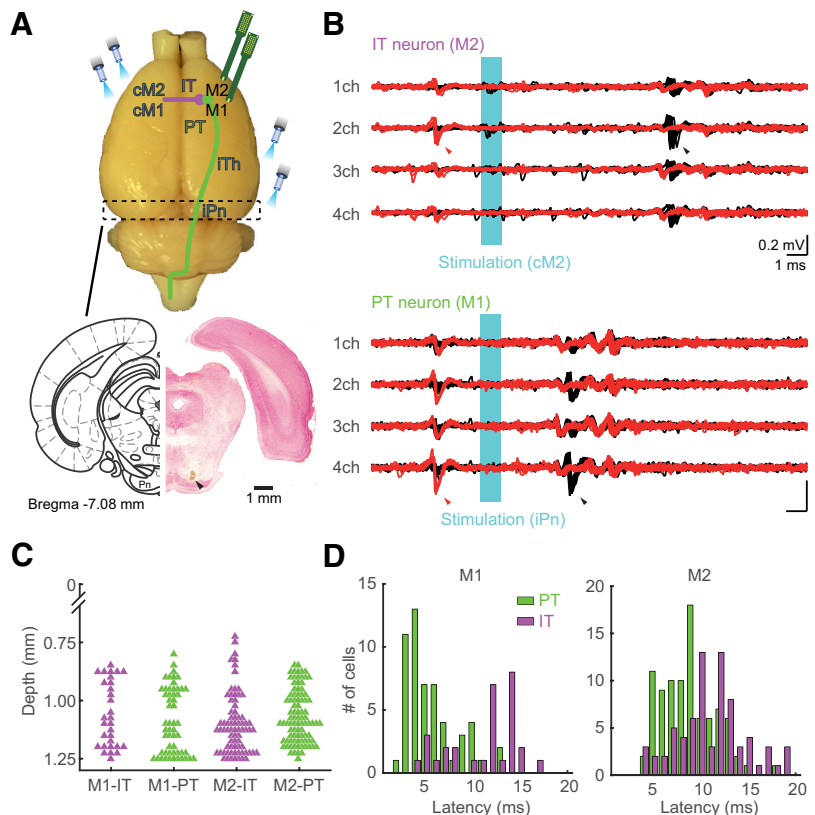 A
IT
cM2
M2
cM1
M1
PT
iTh
iPn
Pn
Bregma -7.08 mm
1 mm
B
IT neuron (M2)
1ch
2ch
3ch
4ch
0.2 mV
1 ms
Stimulation (cM2)
PT neuron (M1)
1ch
2ch
3ch
4ch
Stimulation (iPn)
C
Depth (mm)
0
0.75
1.00
1.25
M1-IT M1-PT M2-IT M2-PT
D
M1
# of cells
15
10
5
0
5 10 15 20
Latency (ms)
PT
IT
M2
20
15
10
5
0
5 10 15 20
Latency (ms)